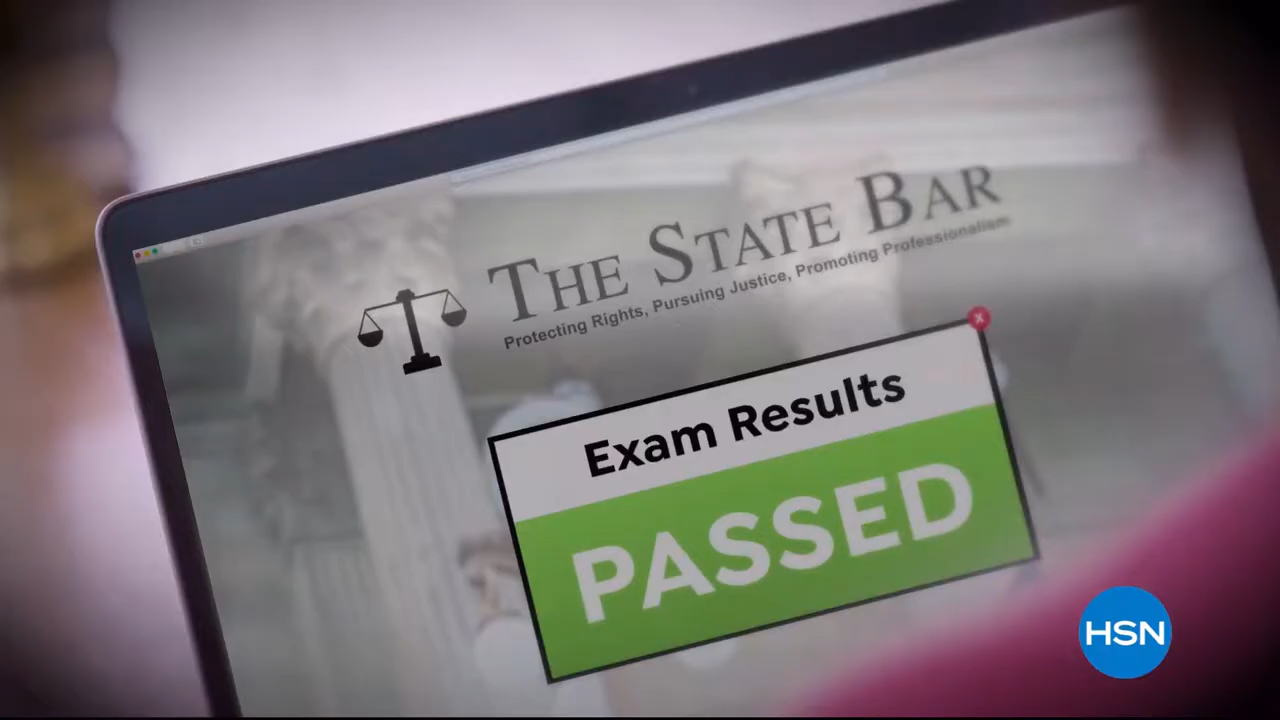 THE STATE BAR
Protecting Rights, Pursuing Justice, Promoting Professionalism
x
Exam Results
PASSED
HSN